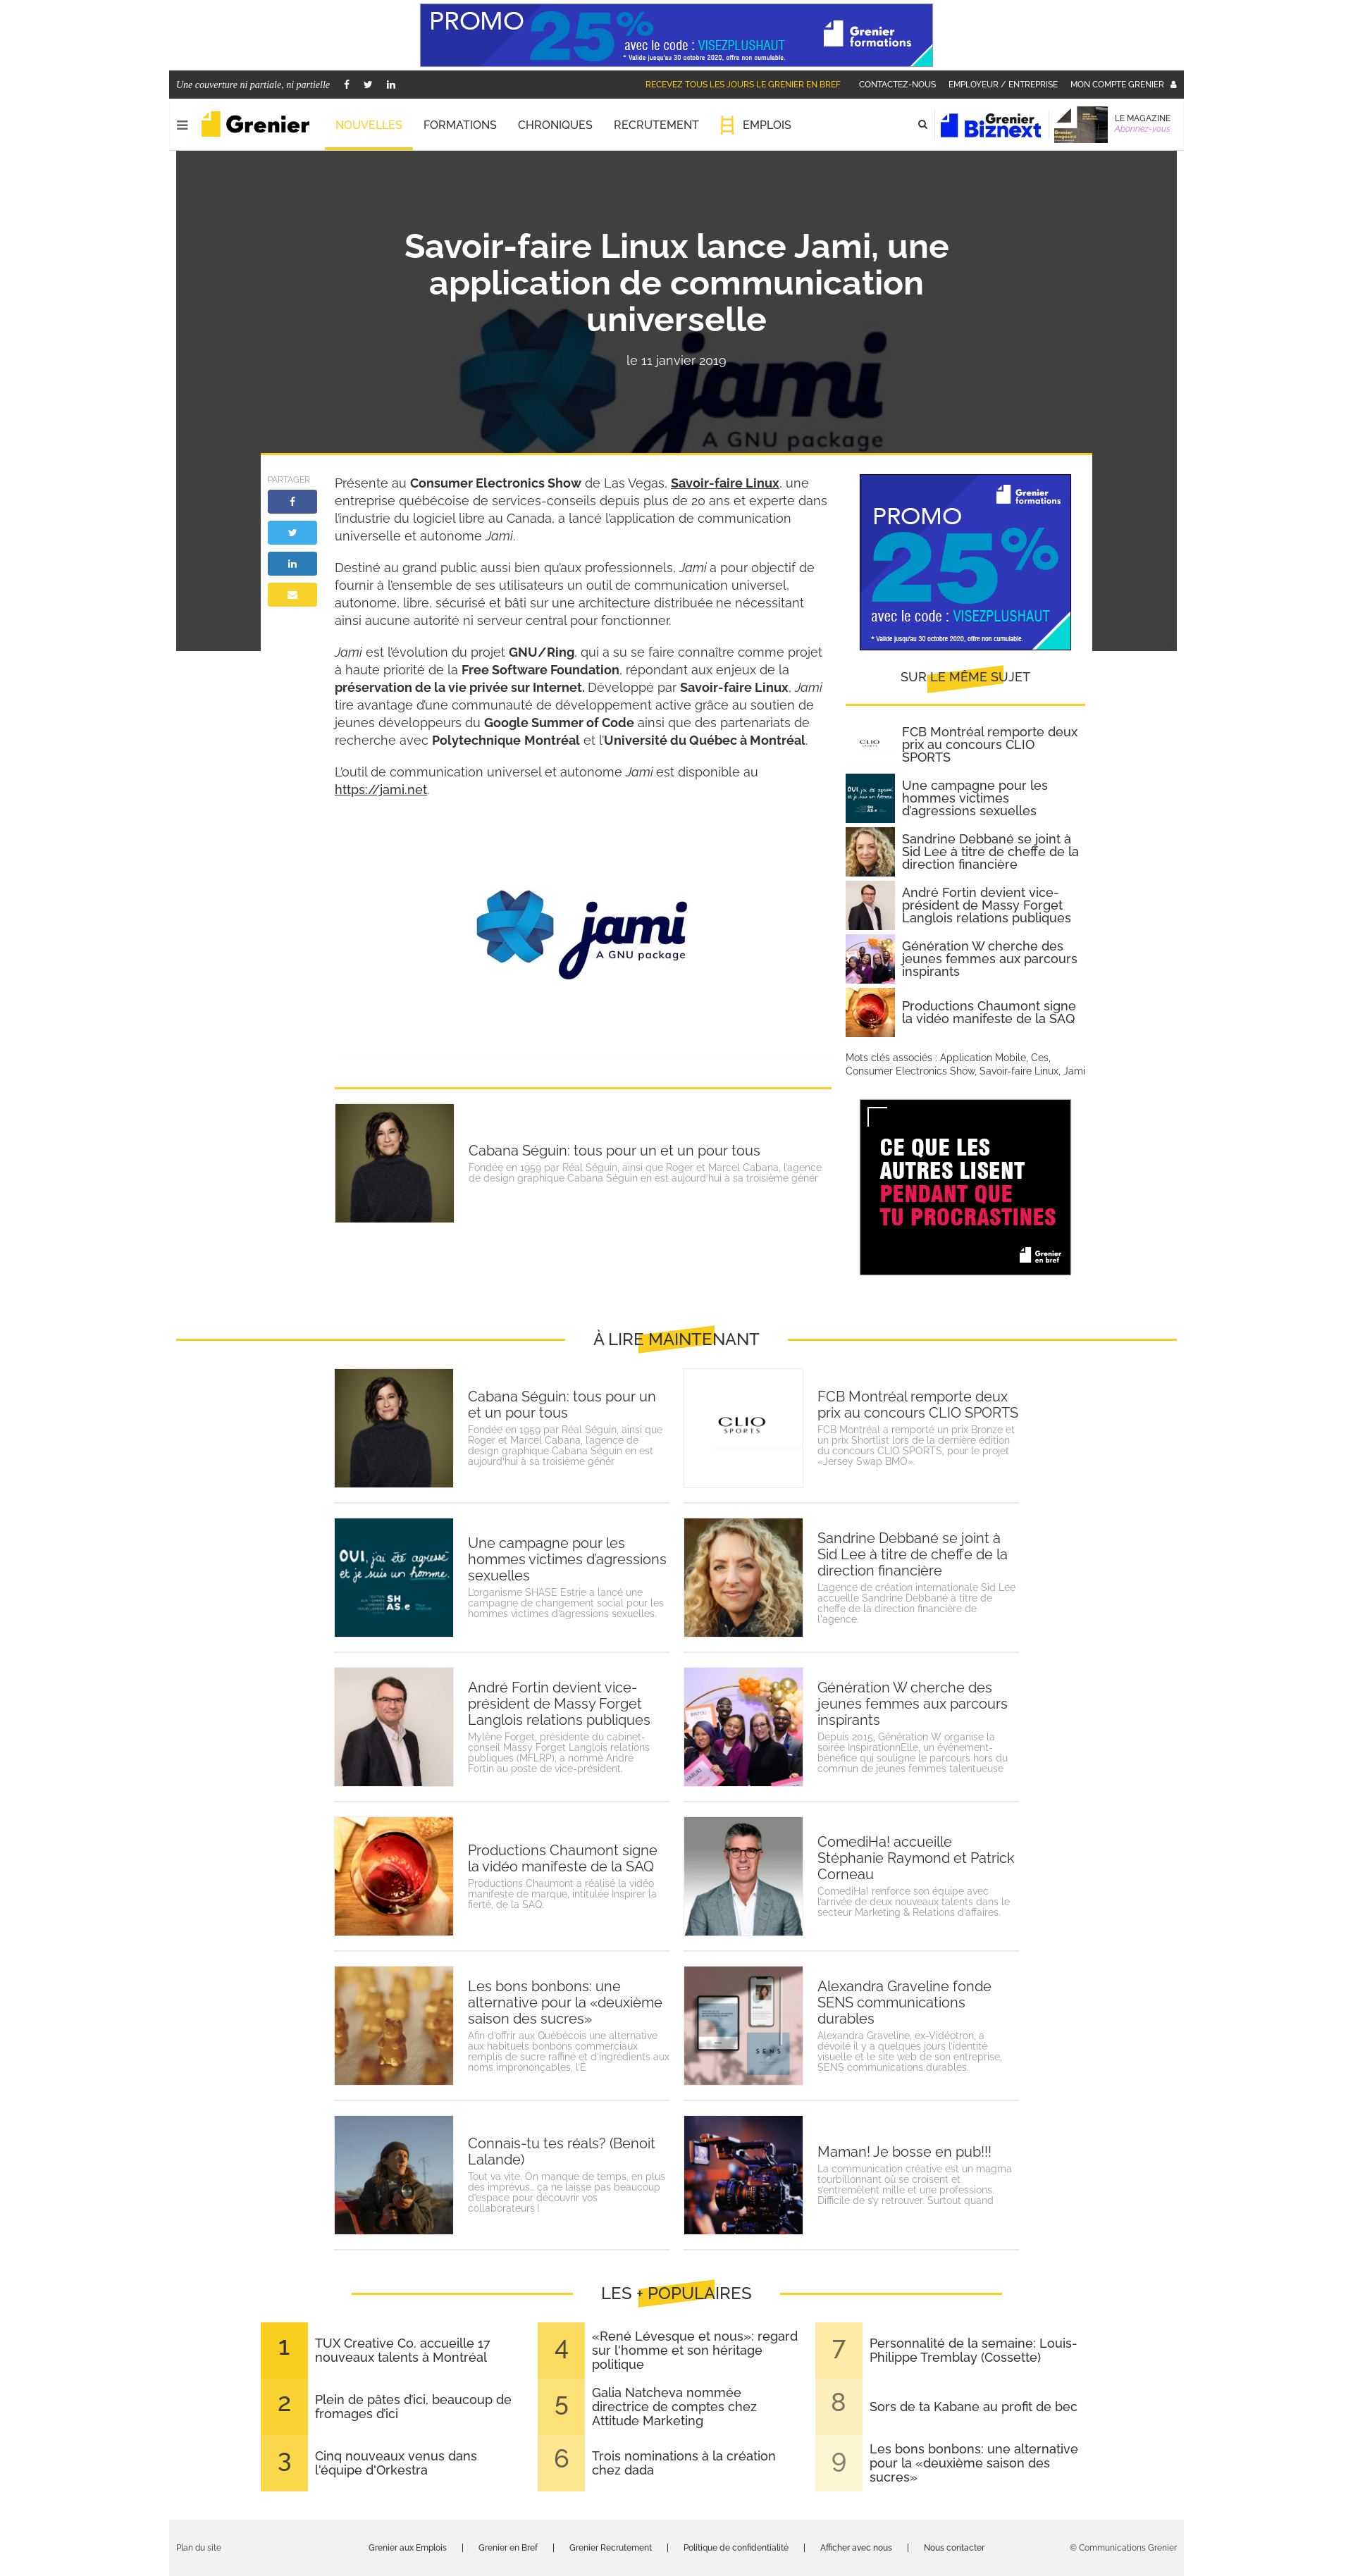 PROMO 25%
avec le code : VISEZPLUSHAUT
* Valide jusqu'au 30 octobre 2020, offre non cumulable.
Grenier
formations
Une couverture ni partiale, ni partielle
RECEVEZ TOUS LES JOURS LE GRENIER EN BREF
CONTACTEZ-NOUS
EMPLOYEUR / ENTREPRISE
MON COMPTE GRENIER
Grenier
NOUVELLES
FORMATIONS
CHRONIQUES
RECRUTEMENT
EMPLOIS
Grenier
Biznext
LE MAGAZINE
Abonnez-vous
Savoir-faire Linux lance Jami, une
application de communication
universelle
le 11 janvier 2019
jami
A GNU package
PARTAGER
Présente au Consumer Electronics Show de Las Vegas, Savoir-faire Linux, une
entreprise québécoise de services-conseils depuis plus de 20 ans et experte dans
l'industrie du logiciel libre au Canada, a lancé l'application de communication
universelle et autonome Jami.
Destiné au grand public aussi bien qu'aux professionnels, Jami a pour objectif de
fournir à l'ensemble de ses utilisateurs un outil de communication universel,
autonome, libre, sécurisé et bâti sur une architecture distribuée ne nécessitant
ainsi aucune autorité ni serveur central pour fonctionner.
Jami est l'évolution du projet GNU/Ring, qui a su se faire connaître comme projet
à haute priorité de la Free Software Foundation, répondant aux enjeux de la
préservation de la vie privée sur Internet. Développé par Savoir-faire Linux, Jami
tire avantage d'une communauté de développement active grâce au soutien de
jeunes développeurs du Google Summer of Code ainsi que des partenariats de
recherche avec Polytechnique Montréal et l'Université du Québec à Montréal.
L'outil de communication universel et autonome Jami est disponible au
https://jami.net.
jami
A GNU package
Cabana Séguin: tous pour un et un pour tous
Fondée en 1959 par Réal Séguin, ainsi que Roger et Marcel Cabana, l'agence
de design graphique Cabana Séguin en est aujourd'hui à sa troisième génér
Grenier
formations
PROMO
25%
avec le code : VISEZPLUSHAUT
* Valide jusqu'au 30 octobre 2020, offre non cumulable.
SUR LE MÊME SUJET
CLIO
SPORTS
FCB Montréal remporte deux
prix au concours CLIO
SPORTS
Une campagne pour les
hommes victimes
d'agressions sexuelles
Sandrine Debbané se joint à
Sid Lee à titre de cheffe de la
direction financière
André Fortin devient vice-
président de Massy Forget
Langlois relations publiques
Génération W cherche des
jeunes femmes aux parcours
inspirants
Productions Chaumont signe
la vidéo manifeste de la SAQ
Mots clés associés : Application Mobile, Ces,
Consumer Electronics Show, Savoir-faire Linux, Jami
CE QUE LES
AUTRES LISENT
PENDANT QUE
TU PROCRASTINES
Grenier
en bref
À LIRE MAINTENANT
Cabana Séguin: tous pour un
et un pour tous
Fondée en 1959 par Réal Séguin, ainsi que
Roger et Marcel Cabana, l'agence de
design graphique Cabana Séguin en est
aujourd'hui à sa troisième génér
CLIO
SPORTS
FCB Montréal remporte deux
prix au concours CLIO SPORTS
FCB Montréal a remporté un prix Bronze et
un prix Shortlist lors de la dernière édition
du concours CLIO SPORTS, pour le projet
«Jersey Swap BMO».
OUI, j'ai été agressé
et je suis un homme.
SHAS.e
Une campagne pour les
hommes victimes d'agressions
sexuelles
L'organisme SHASE Estrie a lancé une
campagne de changement social pour les
hommes victimes d'agressions sexuelles.
Sandrine Debbané se joint à
Sid Lee à titre de cheffe de la
direction financière
L'agence de création internationale Sid Lee
accueille Sandrine Debbané à titre de
cheffe de la direction financière de
l'agence.
André Fortin devient vice-
président de Massy Forget
Langlois relations publiques
Mylène Forget, présidente du cabinet-
conseil Massy Forget Langlois relations
publiques (MFLRP), a nommé André
Fortin au poste de vice-président.
Génération W cherche des
jeunes femmes aux parcours
inspirants
Depuis 2015, Génération W organise la
soirée InspirationnElle, un événement-
bénéfice qui souligne le parcours hors du
commun de jeunes femmes talentueuse
Productions Chaumont signe
la vidéo manifeste de la SAQ
Productions Chaumont a réalisé la vidéo
manifeste de marque, intitulée Inspirer la
fierté, de la SAQ.
ComediHa! accueille
Stéphanie Raymond et Patrick
Corneau
ComediHa! renforce son équipe avec
l'arrivée de deux nouveaux talents dans le
secteur Marketing & Relations d'affaires.
Les bons bonbons: une
alternative pour la «deuxième
saison des sucres»
Afin d'offrir aux Québécois une alternative
aux habituels bonbons commerciaux
remplis de sucre raffiné et d'ingrédients aux
noms imprononçables, l'É
SENS
Alexandra Graveline fonde
SENS communications
durables
Alexandra Graveline, ex-Vidéotron, a
dévoilé il y a quelques jours l'identité
visuelle et le site web de son entreprise,
SENS communications durables.
Connais-tu tes réals? (Benoit
Lalande)
Tout va vite. On manque de temps, en plus
des imprévus... ça ne laisse pas beaucoup
d'espace pour découvrir vos
collaborateurs !
Maman! Je bosse en pub!!!
La communication créative est un magma
tourbillonnant où se croisent et
s'entremêlent mille et une professions.
Difficile de s'y retrouver. Surtout quand
LES + POPULAIRES
1
TUX Creative Co. accueille 17
nouveaux talents à Montréal
2
Plein de pâtes d'ici, beaucoup de
fromages d'ici
3
Cinq nouveaux venus dans
l'équipe d'Orkestra
4
«René Lévesque et nous»: regard
sur l'homme et son héritage
politique
5
Galia Natcheva nommée
directrice de comptes chez
Attitude Marketing
6
Trois nominations à la création
chez dada
7
Personnalité de la semaine: Louis-
Philippe Tremblay (Cossette)
8
Sors de ta Kabane au profit de bec
9
Les bons bonbons: une alternative
pour la «deuxième saison des
sucres»
Plan du site
Grenier aux Emplois | Grenier en Bref | Grenier Recrutement | Politique de confidentialité | Afficher avec nous | Nous contacter
© Communications Grenier